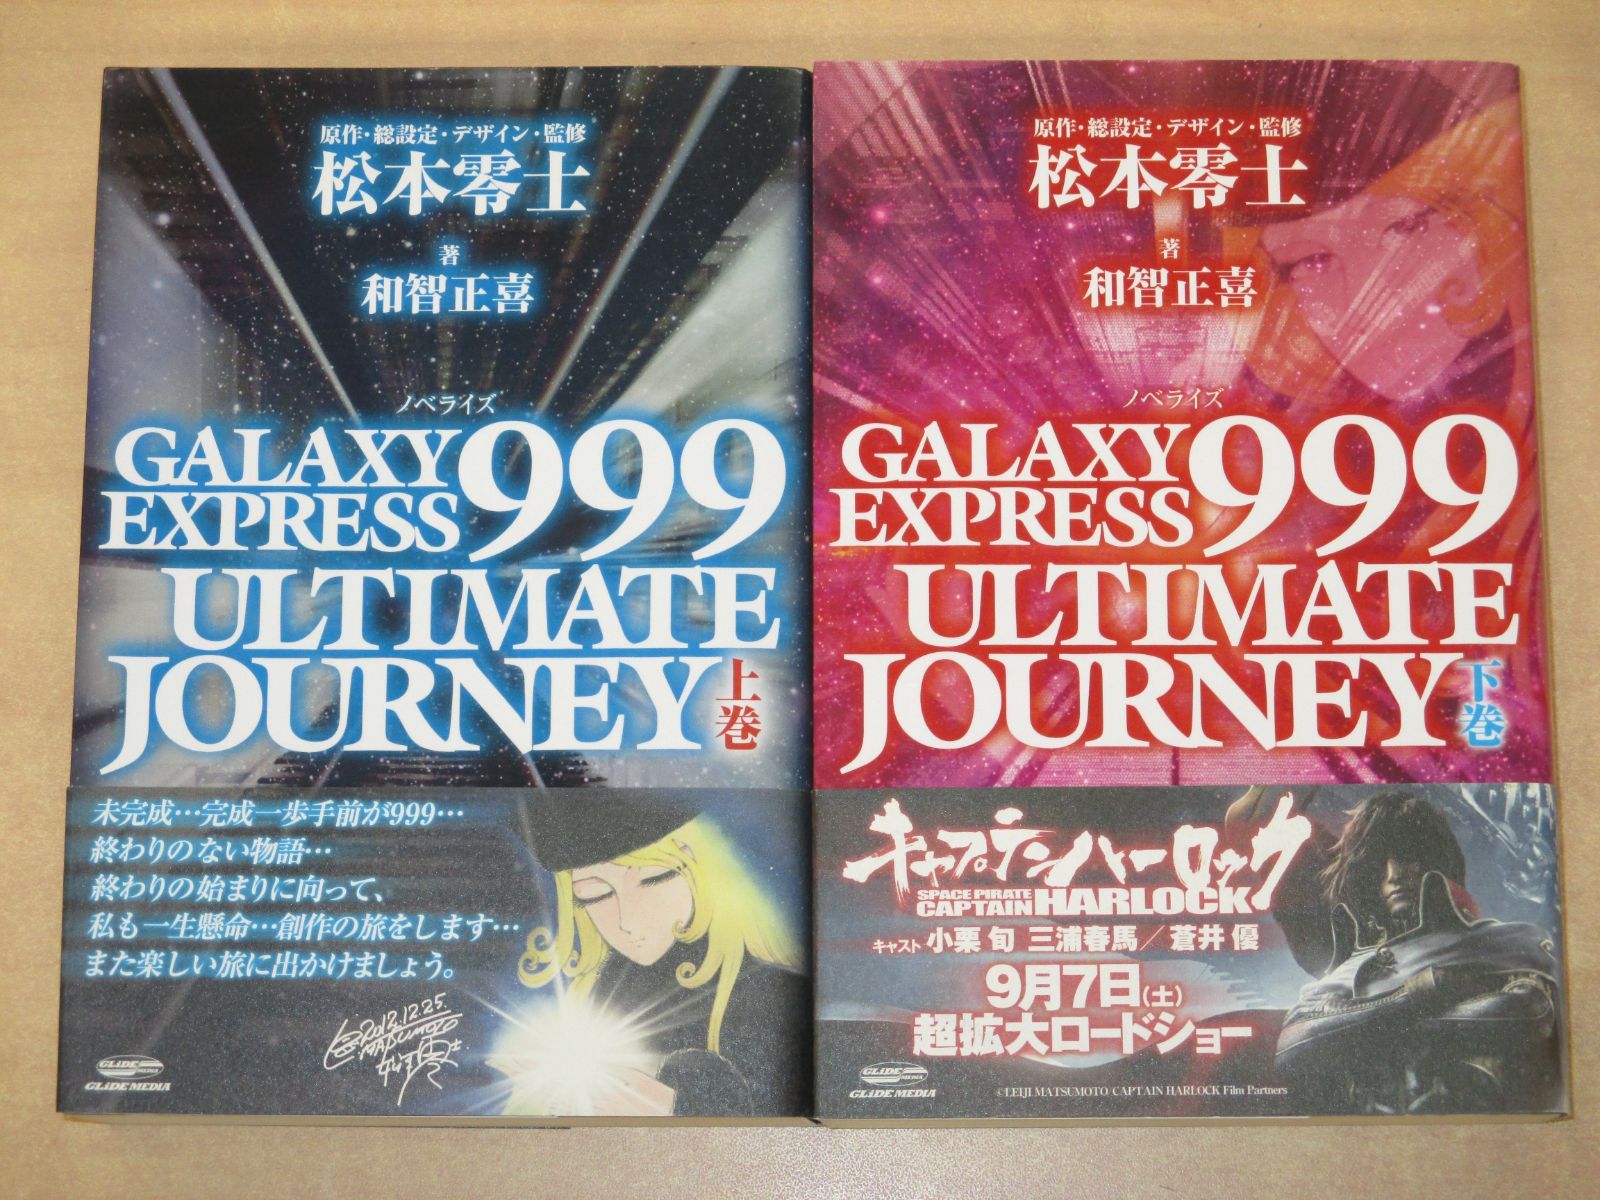 原作・総設定・デザイン・監修
松本零士
著
和智正喜
ノベライズ
GALAXY
EXPRESS 999
ULTIMATE
JOURNEY 上巻
未完成…完成一歩手前が999…
終わりのない物語…
終わりの始まりに向って、
私も一生懸命…創作の旅をします…
また楽しい旅に出かけましょう。
2012.12.25.
MATSUMOTO
GLiDE
MEDIA
GLiDE MEDIA
原作・総設定・デザイン・監修
松本零士
著
和智正喜
ノベライズ
GALAXY
EXPRESS 999
ULTIMATE
JOURNEY 下巻
キャプテンハーロック
SPACE PIRATE
CAPTAIN HARLOCK
キャスト 小栗 旬 三浦春馬／蒼井 優
9月7日(土)
超拡大ロードショー
GLiDE
MEDIA
GLiDE MEDIA
©LEIJI MATSUMOTO/CAPTAIN HARLOCK Film Partners